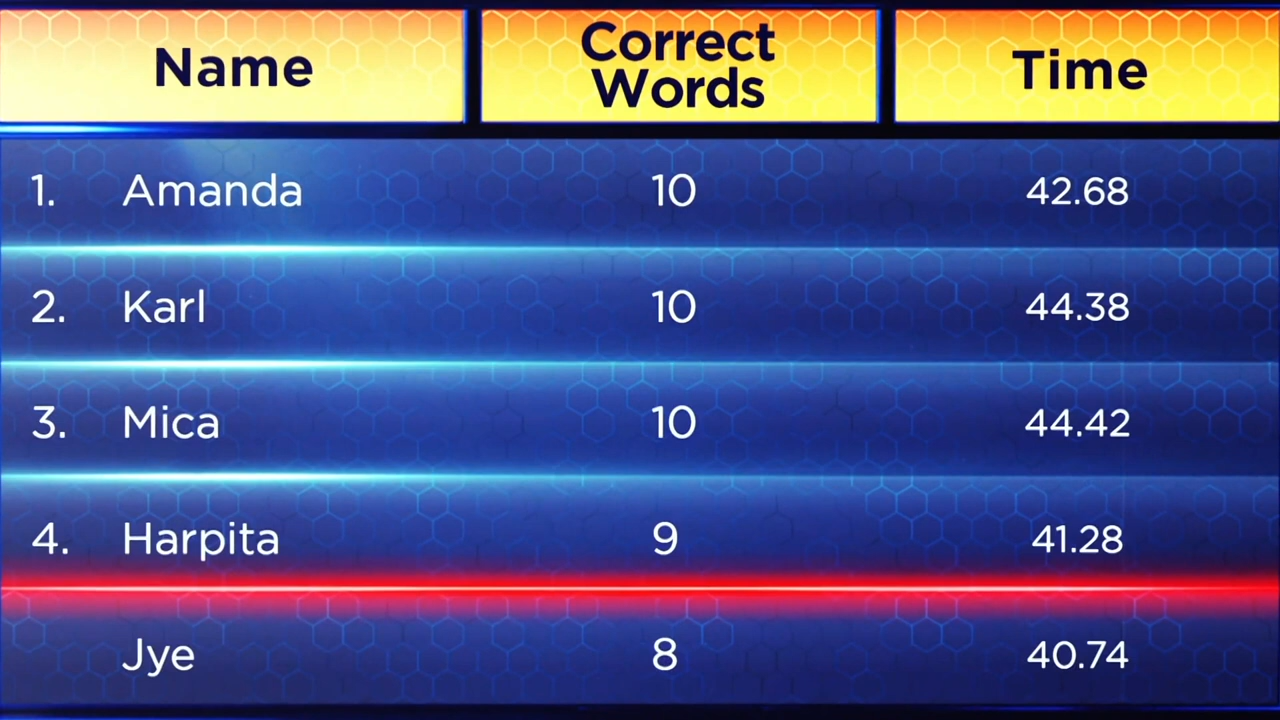 Name Correct Words Time
1. Amanda 10 42.68
2. Karl 10 44.38
3. Mica 10 44.42
4. Harpita 9 41.28
Jye 8 40.74